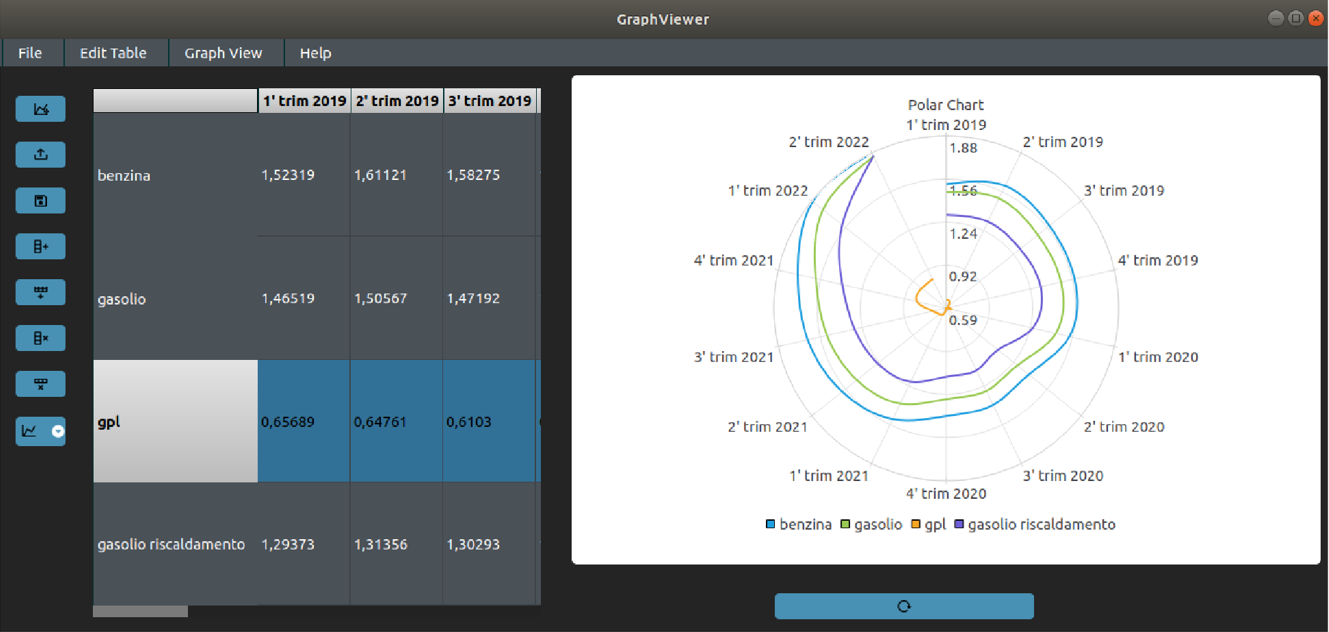 GraphViewer
File Edit Table Graph View Help
1' trim 2019 2' trim 2019 3' trim 2019
benzina 1,52319 1,61121 1,58275
gasolio 1,46519 1,50567 1,47192
gpl 0,65689 0,64761 0,6103
gasolio riscaldamento 1,29373 1,31356 1,30293
Polar Chart
1' trim 2019
2' trim 2022 2' trim 2019
1.88
1' trim 2022 1.56 3' trim 2019
1.24
4' trim 2021 4' trim 2019
0.92
0.59
3' trim 2021 1' trim 2020
2' trim 2021 2' trim 2020
1' trim 2021 3' trim 2020
4' trim 2020
benzina gasolio gpl gasolio riscaldamento